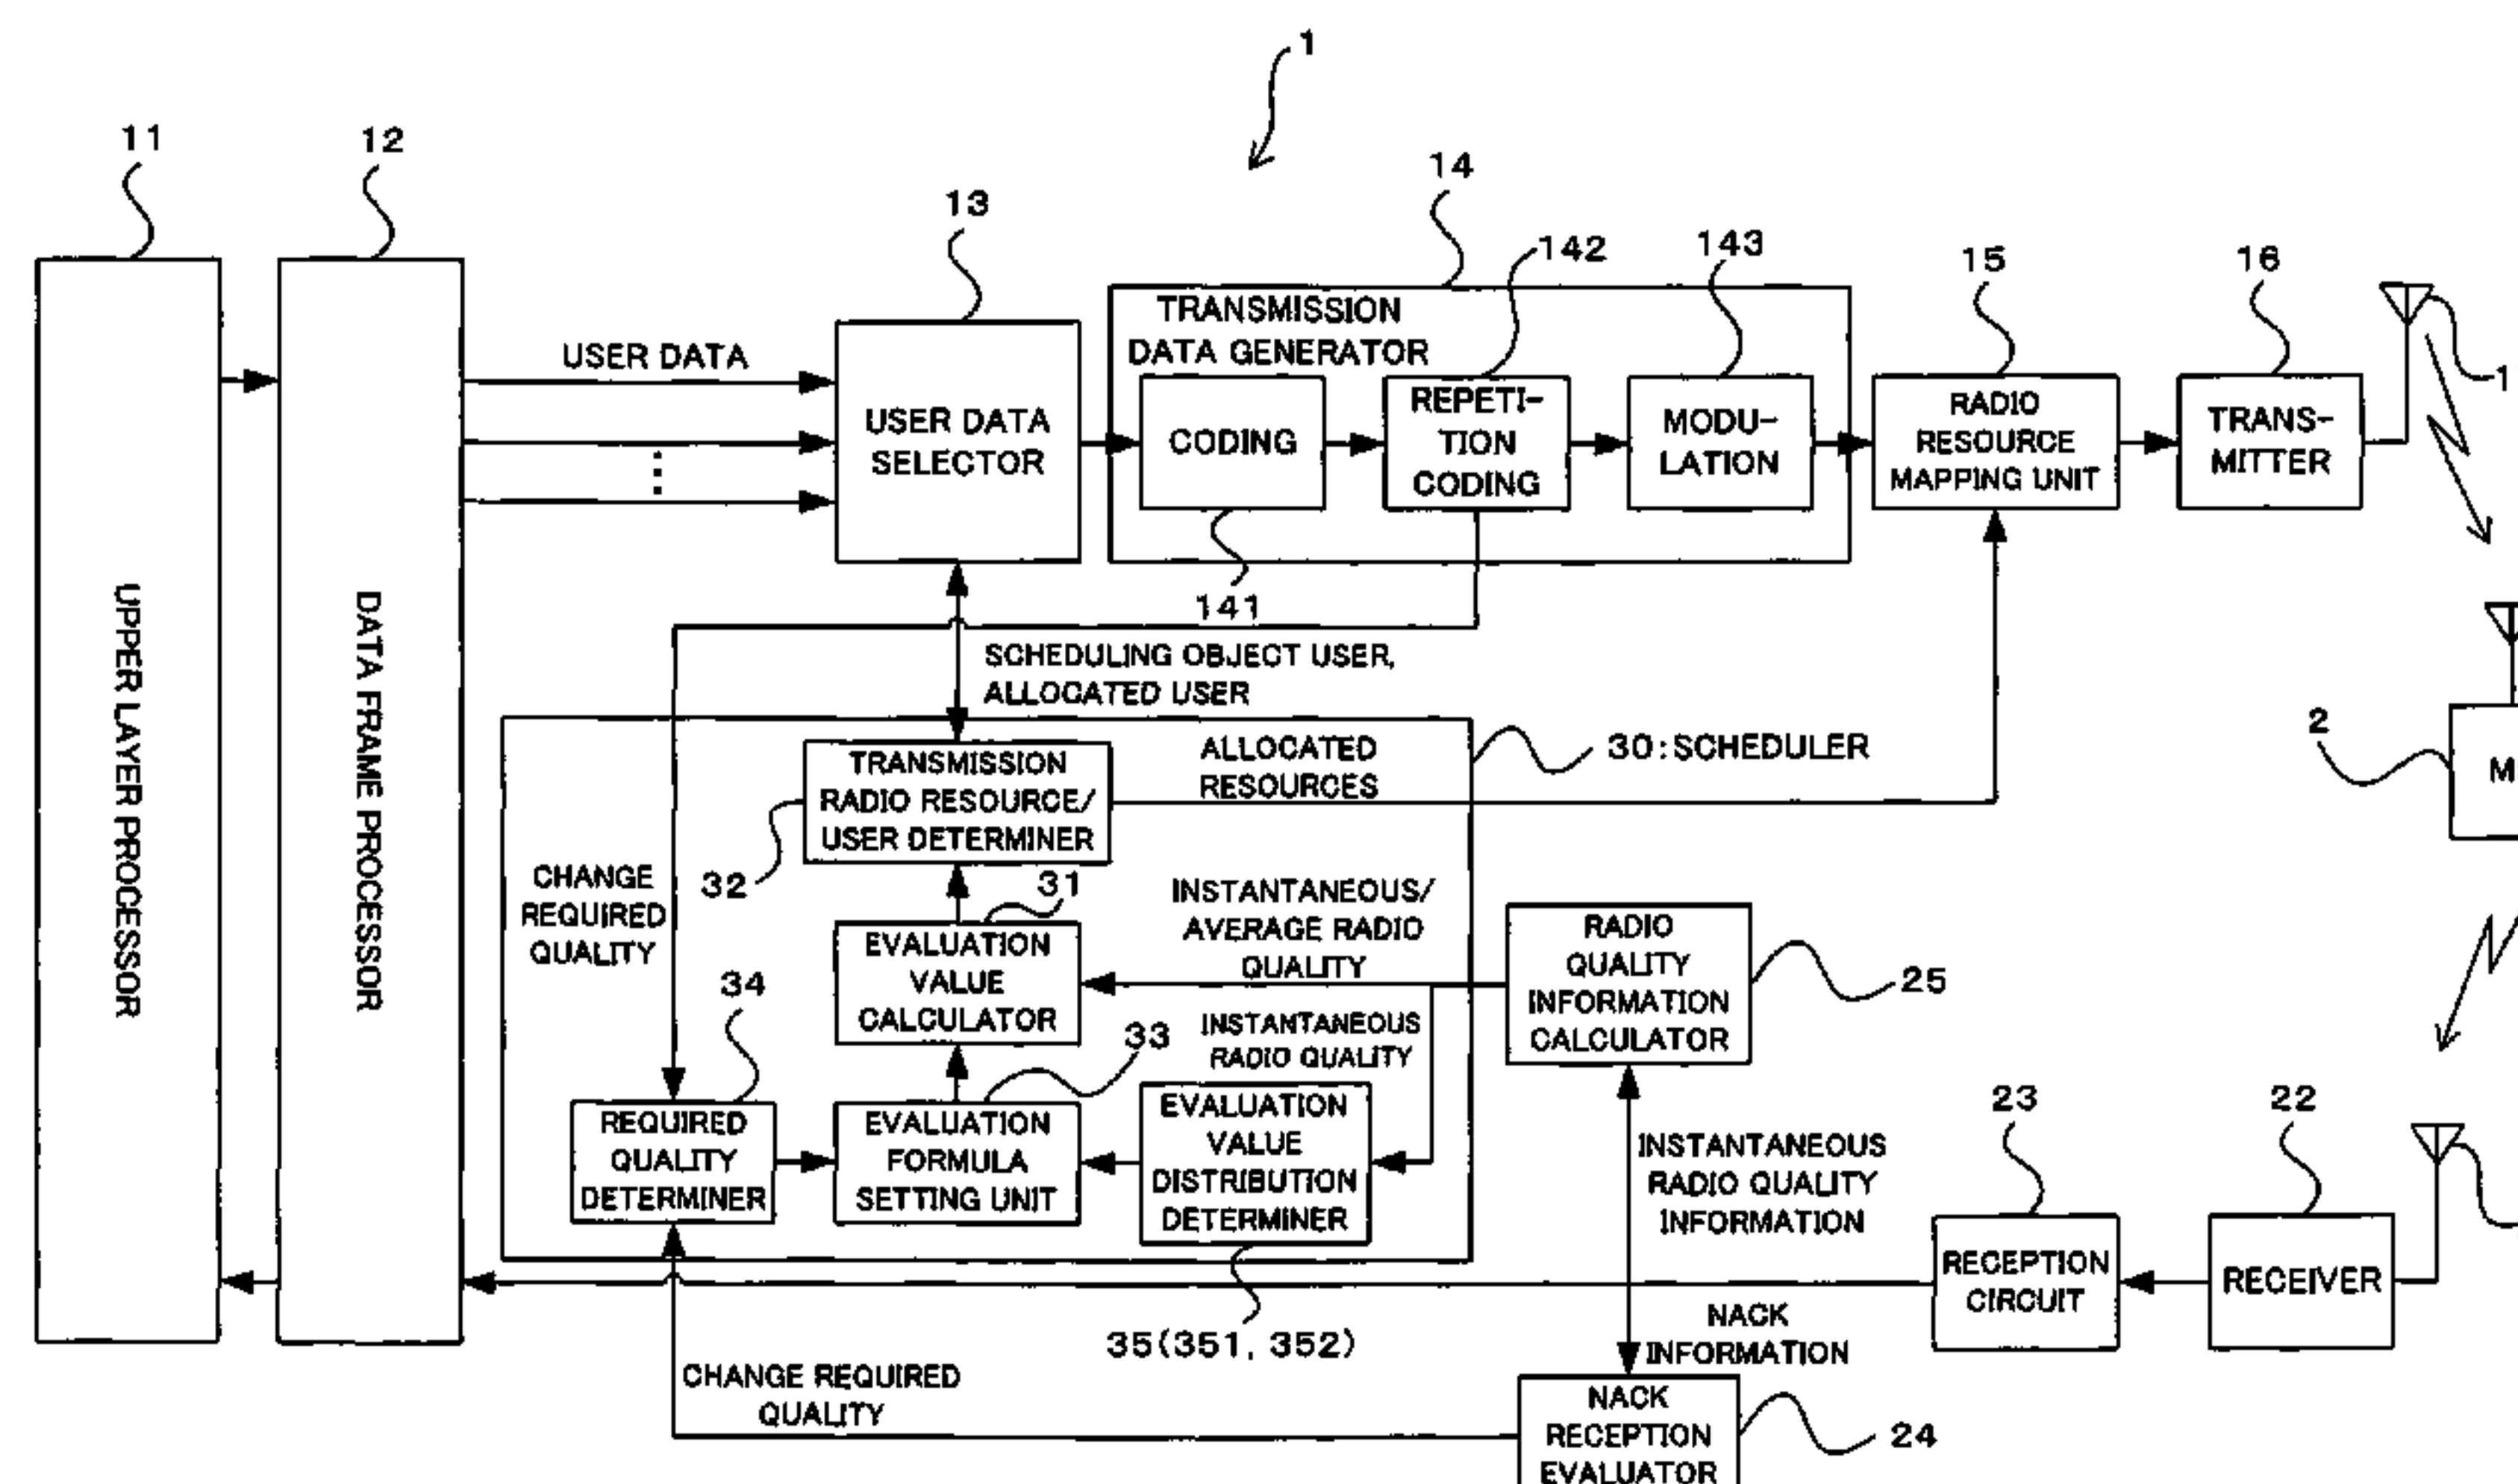 1
11
12
13
14
142
143
15
16
TRANSMISSION
DATA GENERATOR
USER DATA
USER DATA
SELECTOR
CODING
REPETI-
TION
CODING
MODU-
LATION
RADIO
RESOURCE
MAPPING UNIT
TRANS-
MITTER
141
UPPER LAYER PROCESSOR
DATA FRAME PROCESSOR
SCHEDULING OBJECT USER,
ALLOCATED USER
2
30:SCHEDULER
TRANSMISSION
RADIO RESOURCE/
USER DETERMINER
ALLOCATED
RESOURCES
32
31
CHANGE
REQUIRED
QUALITY
INSTANTANEOUS/
AVERAGE RADIO
QUALITY
EVALUATION
VALUE
CALCULATOR
RADIO
QUALITY
INFORMATION
CALCULATOR
25
34
33
INSTANTANEOUS
RADIO QUALITY
REQUIRED
QUALITY
DETERMINER
EVALUATION
FORMULA
SETTING UNIT
EVALUATION
VALUE
DISTRIBUTION
DETERMINER
INSTANTANEOUS
RADIO QUALITY
INFORMATION
23
22
RECEPTION
CIRCUIT
RECEIVER
35(351, 352)
NACK
INFORMATION
CHANGE REQUIRED
QUALITY
NACK
RECEPTION
EVALUATOR
24